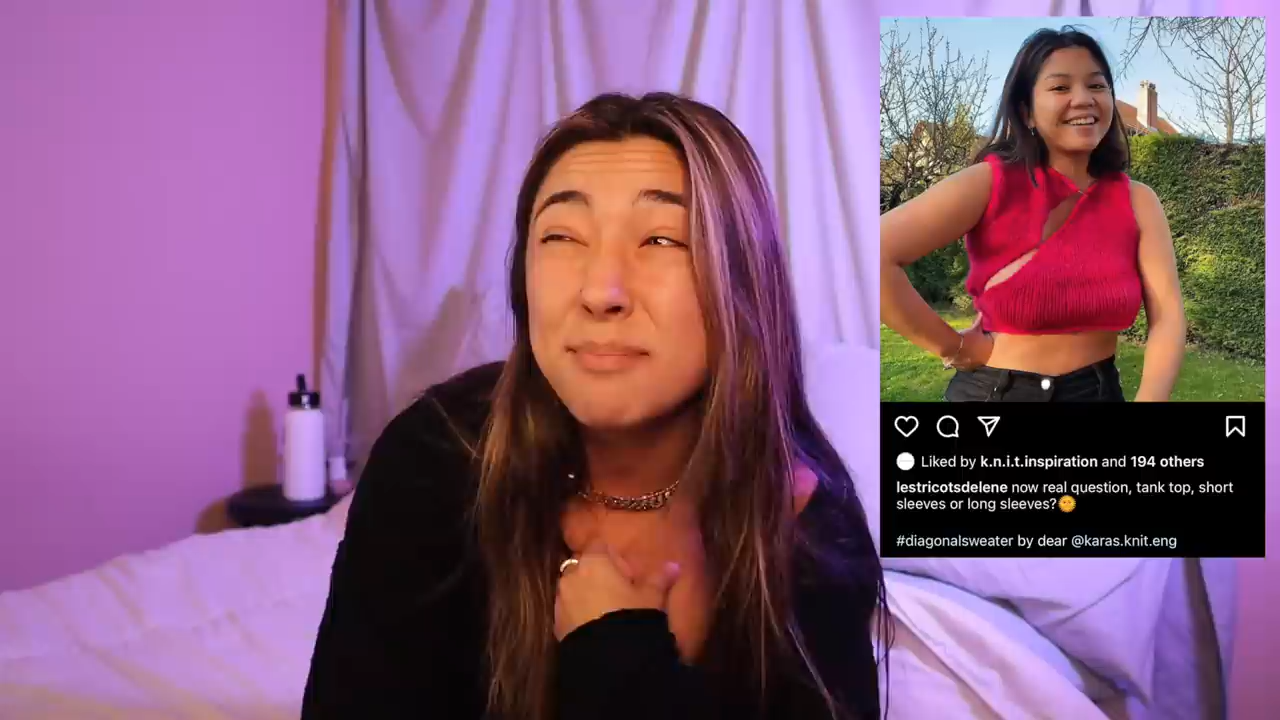 Liked by k.n.i.t.inspiration and 194 others
lestricotsdelene now real question, tank top, short
sleeves or long sleeves?🌞
#diagonalsweater by dear @karas.knit.eng